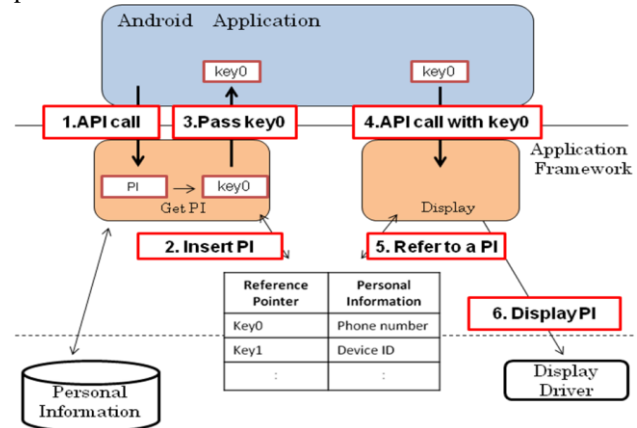 Android Application
key0
key0
1.API call
3.Pass key0
4.API call with key0
Application
Framework
PI
key0
Get PI
Display
2. Insert PI
5. Refer to a PI
Reference
Pointer
Personal
Information
Key0
Phone number
Key1
Device ID
:
:
6. Display PI
Personal
Information
Display
Driver